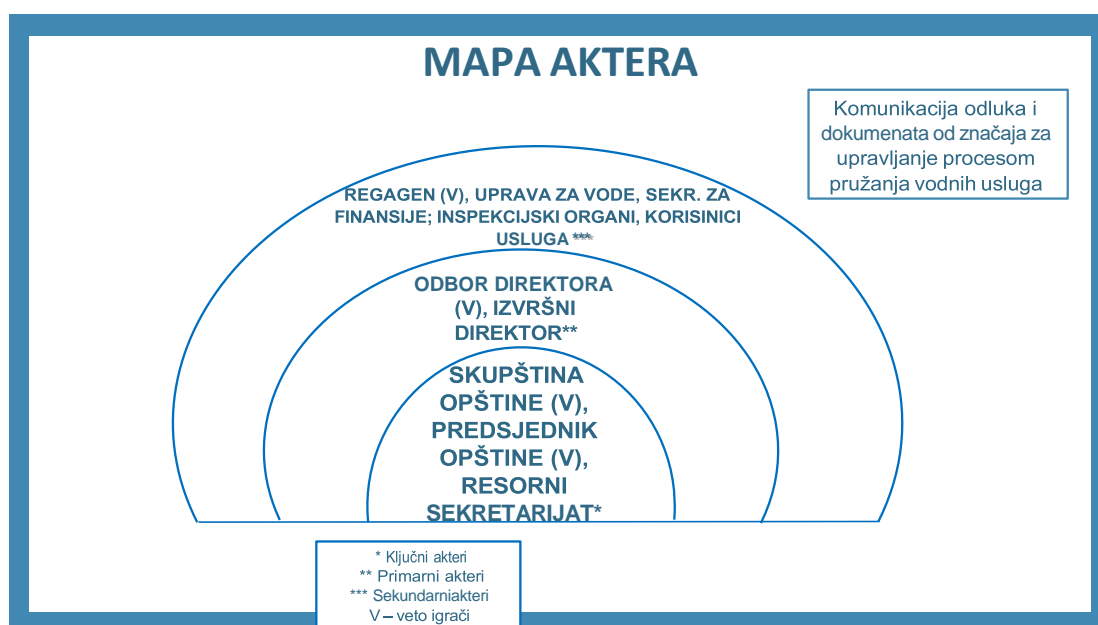 MAPA AKTERA
Komunikacija odluka i
dokumenata od značaja za
upravljanje procesom
pružanja vodnih usluga
REGAGEN (V), UPRAVA ZA VODE, SEKR. ZA
FINANSIJE; INSPEKCIJSKI ORGANI, KORISINICI
USLUGA ***
ODBOR DIREKTORA
(V), IZVRŠNI
DIREKTOR**
SKUPŠTINA
OPŠTINE (V),
PREDSJEDNIK
OPŠTINE (V),
RESORNI
SEKRETARIJAT*
* Ključni akteri
** Primarni akteri
*** Sekundarniakteri
V – veto igrači